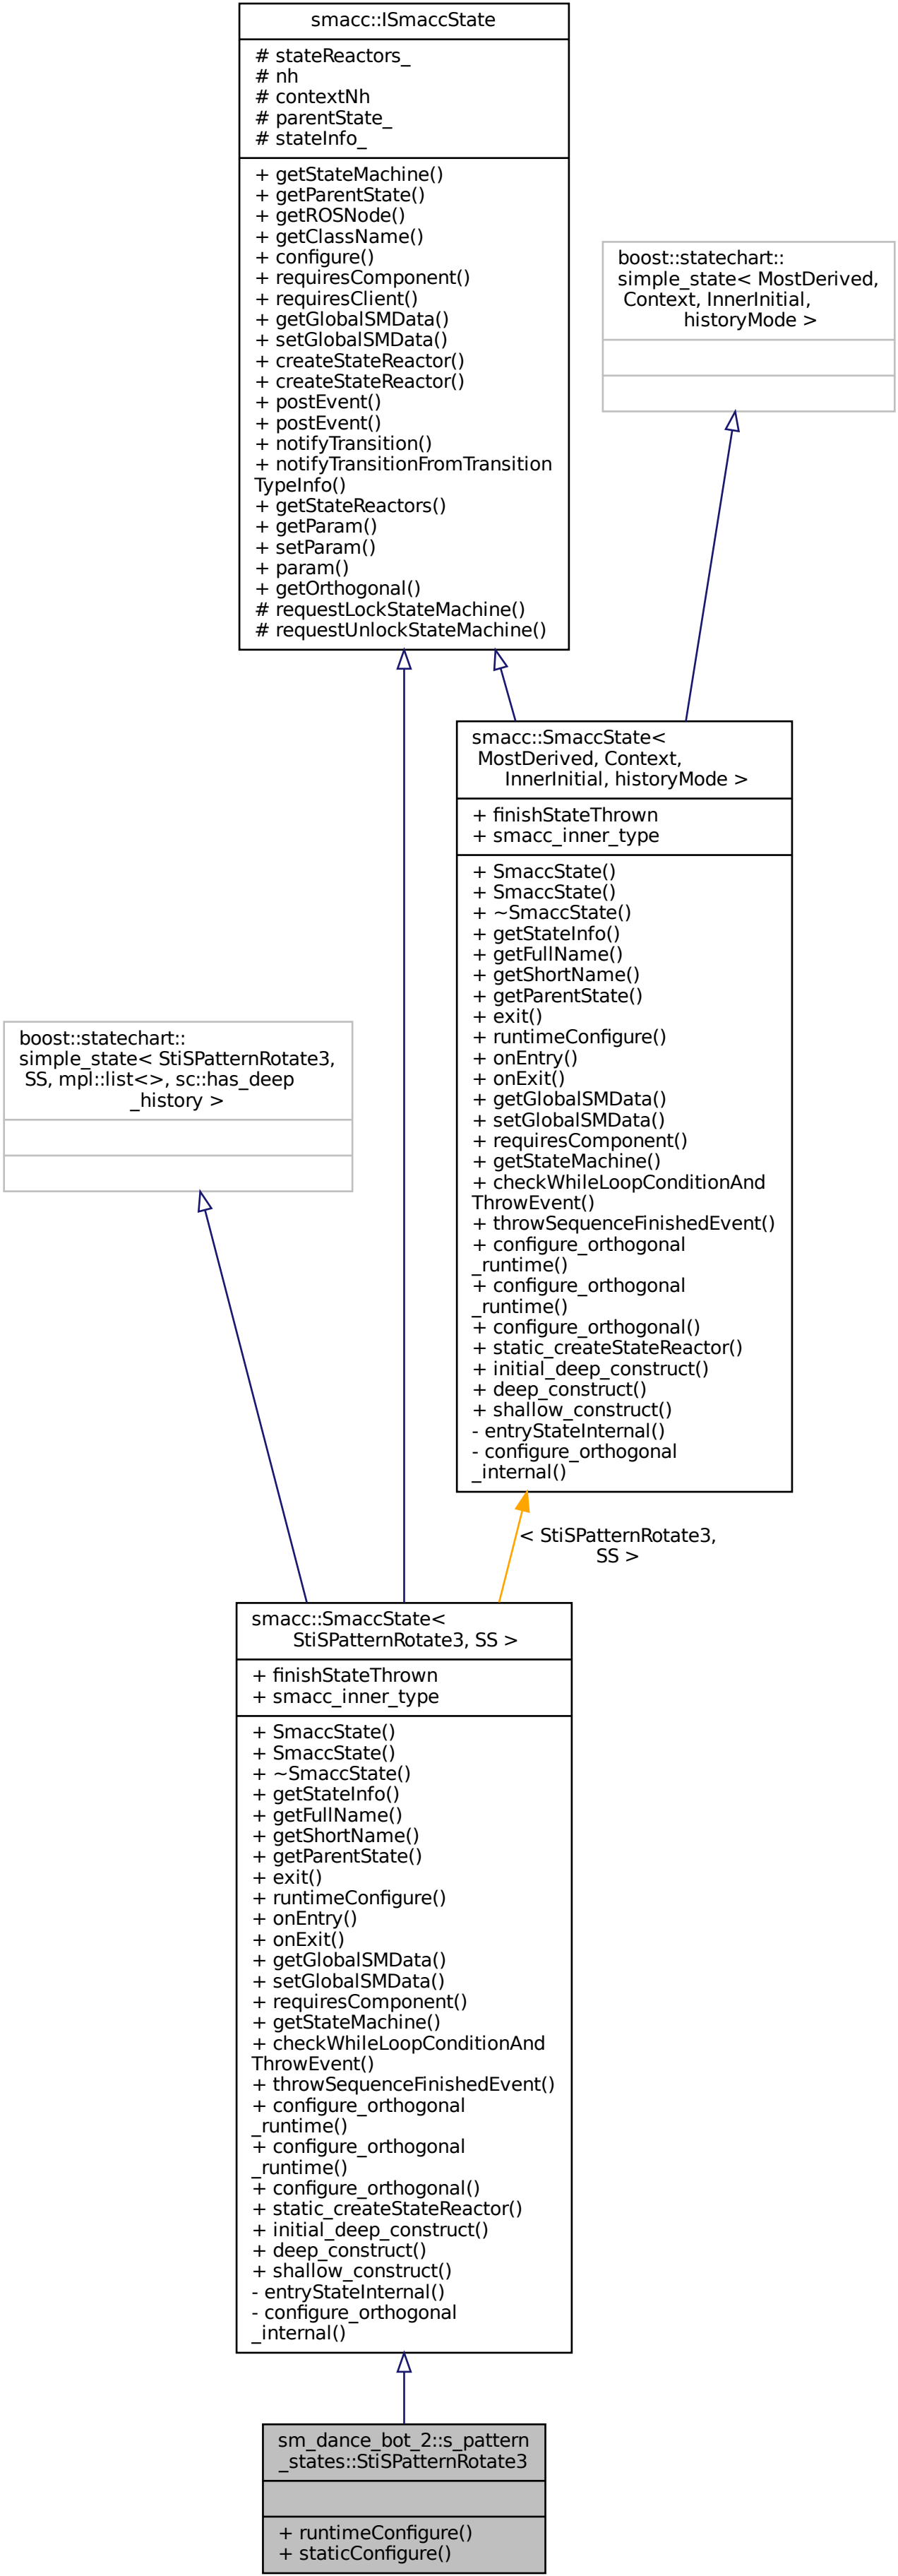 smacc::ISmaccState
# stateReactors_
# nh
# contextNh
# parentState_
# stateInfo_
+ getStateMachine()
+ getParentState()
+ getROSNode()
+ getClassName()
+ configure()
+ requiresComponent()
+ requiresClient()
+ getGlobalSMData()
+ setGlobalSMData()
+ createStateReactor()
+ createStateReactor()
+ postEvent()
+ postEvent()
+ notifyTransition()
+ notifyTransitionFromTransition
TypeInfo()
+ getStateReactors()
+ getParam()
+ setParam()
+ param()
+ getOrthogonal()
# requestLockStateMachine()
# requestUnlockStateMachine()
boost::statechart::
simple_state< MostDerived,
Context, InnerInitial,
historyMode >
smacc::SmaccState<
MostDerived, Context,
InnerInitial, historyMode >
+ finishStateThrown
+ smacc_inner_type
+ SmaccState()
+ SmaccState()
+ ~SmaccState()
+ getStateInfo()
+ getFullName()
+ getShortName()
+ getParentState()
+ exit()
+ runtimeConfigure()
+ onEntry()
+ onExit()
+ getGlobalSMData()
+ setGlobalSMData()
+ requiresComponent()
+ getStateMachine()
+ checkWhileLoopConditionAnd
ThrowEvent()
+ throwSequenceFinishedEvent()
+ configure_orthogonal
_runtime()
+ configure_orthogonal
_runtime()
+ configure_orthogonal()
+ static_createStateReactor()
+ initial_deep_construct()
+ deep_construct()
+ shallow_construct()
- entryStateInternal()
- configure_orthogonal
_internal()
boost::statechart::
simple_state< StiSPatternRotate3,
SS, mpl::list<>, sc::has_deep
_history >
< StiSPatternRotate3,
SS >
smacc::SmaccState<
StiSPatternRotate3, SS >
+ finishStateThrown
+ smacc_inner_type
+ SmaccState()
+ SmaccState()
+ ~SmaccState()
+ getStateInfo()
+ getFullName()
+ getShortName()
+ getParentState()
+ exit()
+ runtimeConfigure()
+ onEntry()
+ onExit()
+ getGlobalSMData()
+ setGlobalSMData()
+ requiresComponent()
+ getStateMachine()
+ checkWhileLoopConditionAnd
ThrowEvent()
+ throwSequenceFinishedEvent()
+ configure_orthogonal
_runtime()
+ configure_orthogonal
_runtime()
+ configure_orthogonal()
+ static_createStateReactor()
+ initial_deep_construct()
+ deep_construct()
+ shallow_construct()
- entryStateInternal()
- configure_orthogonal
_internal()
sm_dance_bot_2::s_pattern
_states::StiSPatternRotate3
+ runtimeConfigure()
+ staticConfigure()